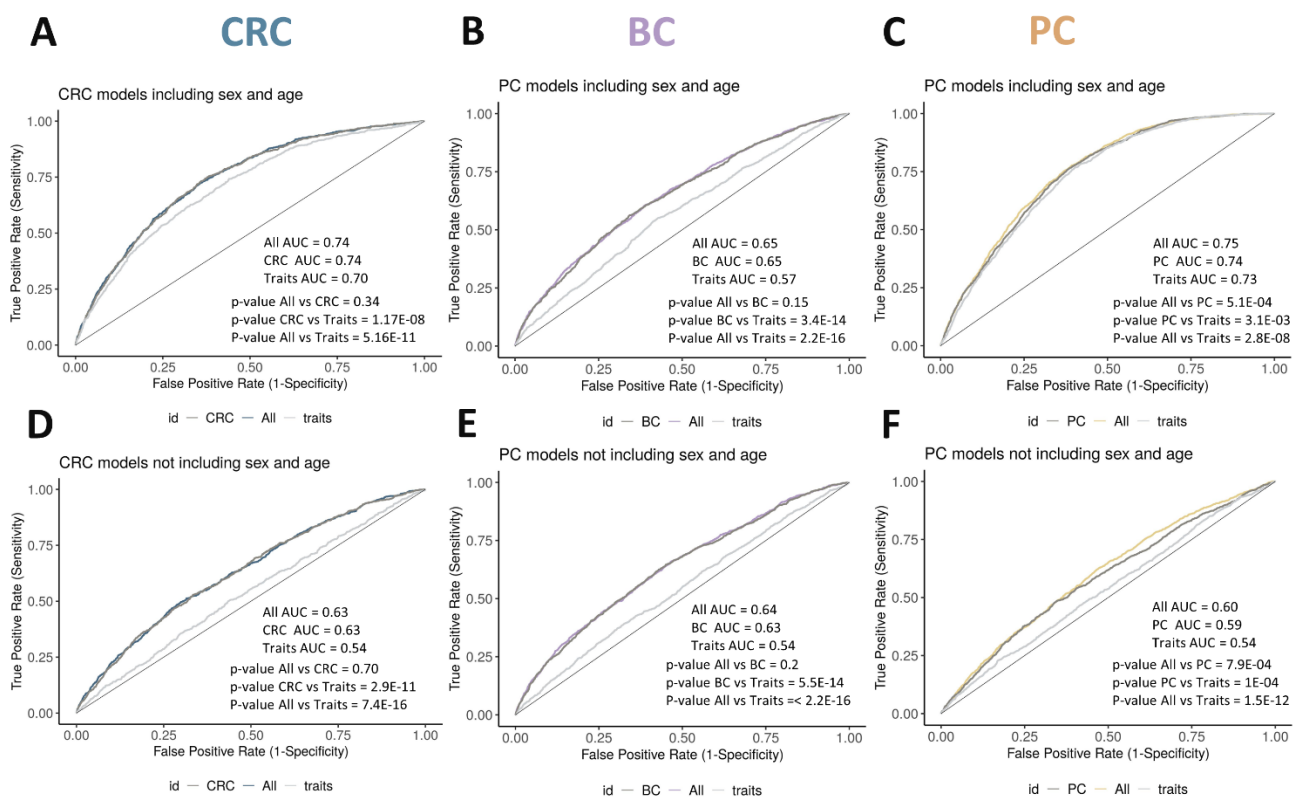 A
CRC
CRC models including sex and age
True Positive Rate (Sensitivity)
1.00
0.75
0.50
0.25
0.00
All AUC = 0.74
CRC AUC = 0.74
Traits AUC = 0.70
p-value All vs CRC = 0.34
p-value CRC vs Traits = 1.17E-08
P-value All vs Traits = 5.16E-11
0.00 0.25 0.50 0.75 1.00
False Positive Rate (1-Specificity)
id CRC All traits
B
BC
PC models including sex and age
True Positive Rate (Sensitivity)
1.00
0.75
0.50
0.25
0.00
All AUC = 0.65
BC AUC = 0.65
Traits AUC = 0.57
p-value All vs BC = 0.15
p-value BC vs Traits = 3.4E-14
P-value All vs Traits = 2.2E-16
0.00 0.25 0.50 0.75 1.00
False Positive Rate (1-Specificity)
id BC All traits
C
PC
PC models including sex and age
True Positive Rate (Sensitivity)
1.00
0.75
0.50
0.25
0.00
All AUC = 0.75
PC AUC = 0.74
Traits AUC = 0.73
p-value All vs PC = 5.1E-04
p-value PC vs Traits = 3.1E-03
P-value All vs Traits = 2.8E-08
0.00 0.25 0.50 0.75 1.00
False Positive Rate (1-Specificity)
id PC All traits
D
CRC models not including sex and age
True Positive Rate (Sensitivity)
1.00
0.75
0.50
0.25
0.00
All AUC = 0.63
CRC AUC = 0.63
Traits AUC = 0.54
p-value All vs CRC = 0.70
p-value CRC vs Traits = 2.9E-11
P-value All vs Traits = 7.4E-16
0.00 0.25 0.50 0.75 1.00
False Positive Rate (1-Specificity)
id CRC All traits
E
PC models not including sex and age
True Positive Rate (Sensitivity)
1.00
0.75
0.50
0.25
0.00
All AUC = 0.64
BC AUC = 0.63
Traits AUC = 0.54
p-value All vs BC = 0.2
p-value BC vs Traits = 5.5E-14
P-value All vs Traits =< 2.2E-16
0.00 0.25 0.50 0.75 1.00
False Positive Rate (1-Specificity)
id BC All traits
F
PC models not including sex and age
True Positive Rate (Sensitivity)
1.00
0.75
0.50
0.25
0.00
All AUC = 0.60
PC AUC = 0.59
Traits AUC = 0.54
p-value All vs PC = 7.9E-04
p-value PC vs Traits = 1E-04
P-value All vs Traits = 1.5E-12
0.00 0.25 0.50 0.75 1.00
False Positive Rate (1-Specificity)
id PC All traits